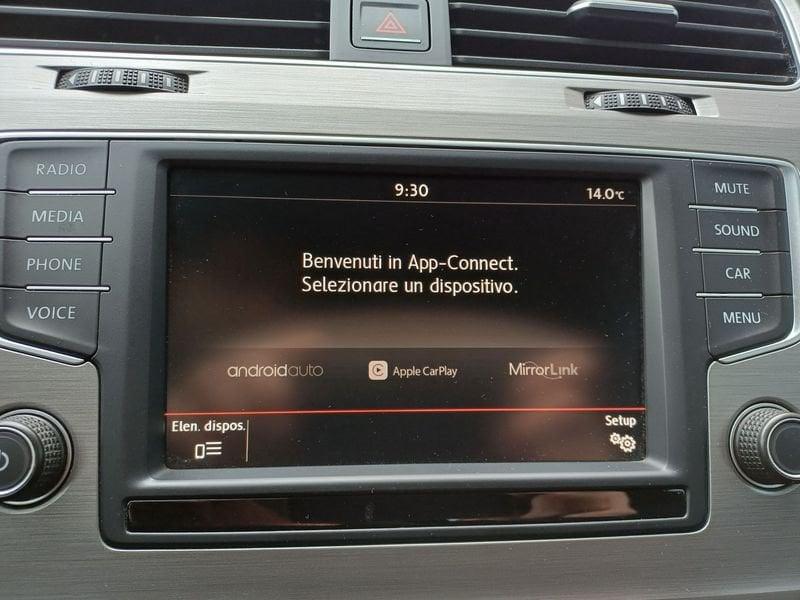 RADIO
MEDIA
PHONE
VOICE
9:30
14.0°C
Benvenuti in App-Connect.
Selezionare un dispositivo.
androidauto
Apple CarPlay
MirrorLink
Elen. dispos.
Setup
MUTE
SOUND
CAR
MENU